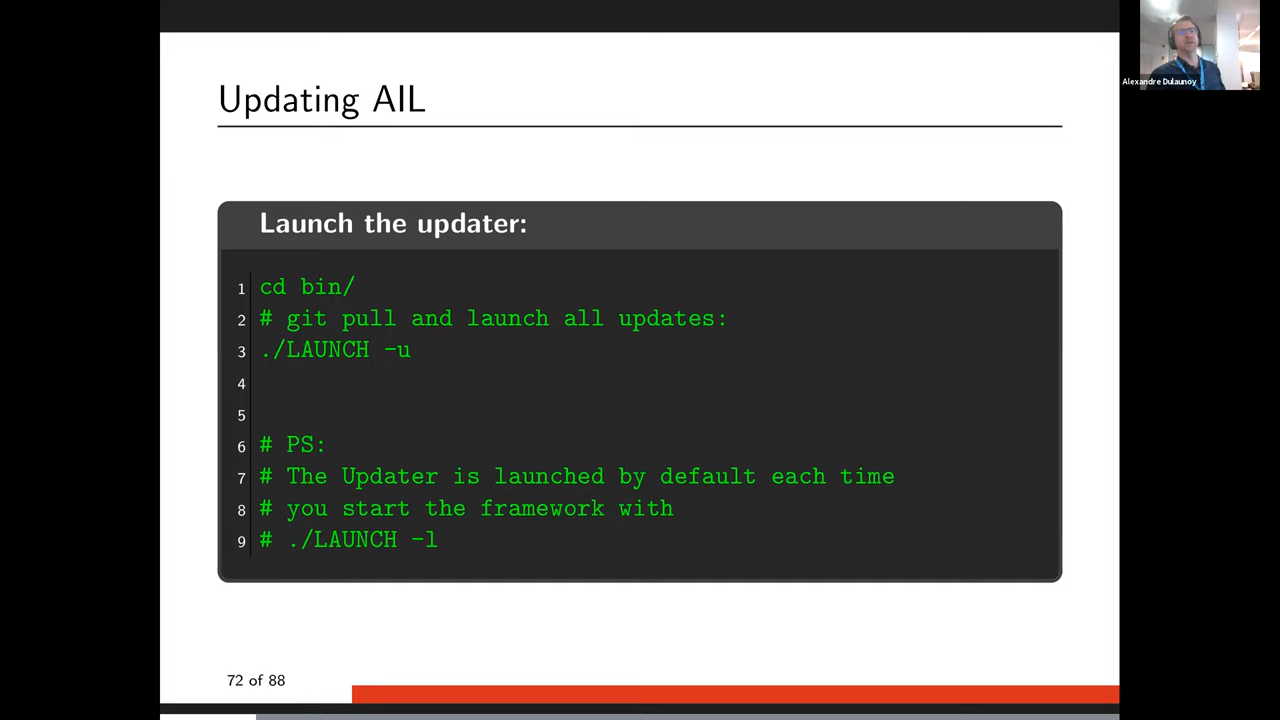 Alexandre Dulaunoy
Updating AIL
Launch the updater:
1 cd bin/
2 # git pull and launch all updates:
3 ./LAUNCH -u
4
5
6 # PS:
7 # The Updater is launched by default each time
8 # you start the framework with
9 # ./LAUNCH -l
72 of 88